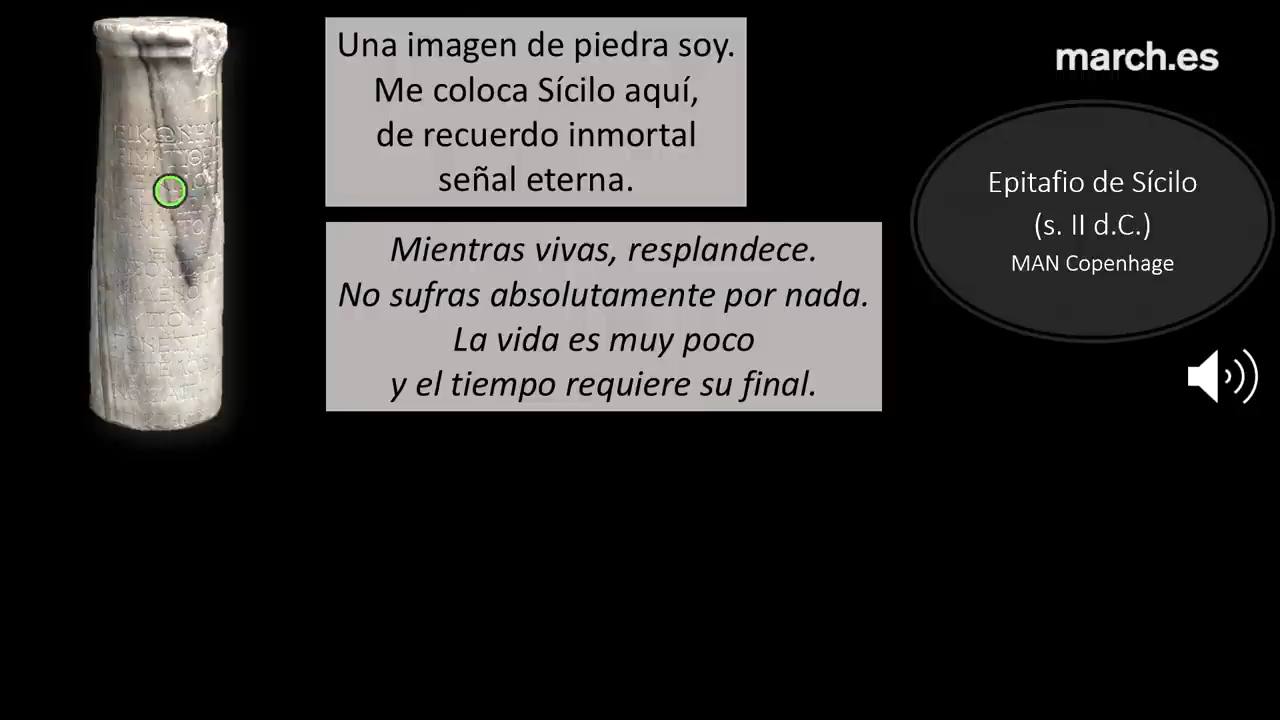 Una imagen de piedra soy.
Me coloca Sícilo aquí,
de recuerdo inmortal
señal eterna.
Mientras vivas, resplandece.
No sufras absolutamente por nada.
La vida es muy poco
y el tiempo requiere su final.
march.es
Epitafio de Sícilo
(s. II d.C.)
MAN Copenhage